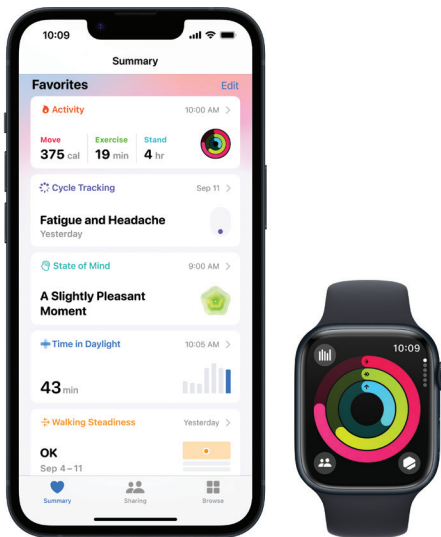 10:09
Summary
Favorites Edit
Activity 10:00 AM
Move Exercise Stand
375 cal 19 min 4 hr
Cycle Tracking Sep 11
Fatigue and Headache
Yesterday
State of Mind 9:00 AM
A Slightly Pleasant
Moment
Time in Daylight 10:05 AM
43 min
Walking Steadiness Yesterday
OK
Sep 4–11
Summary Sharing Browse
10:09